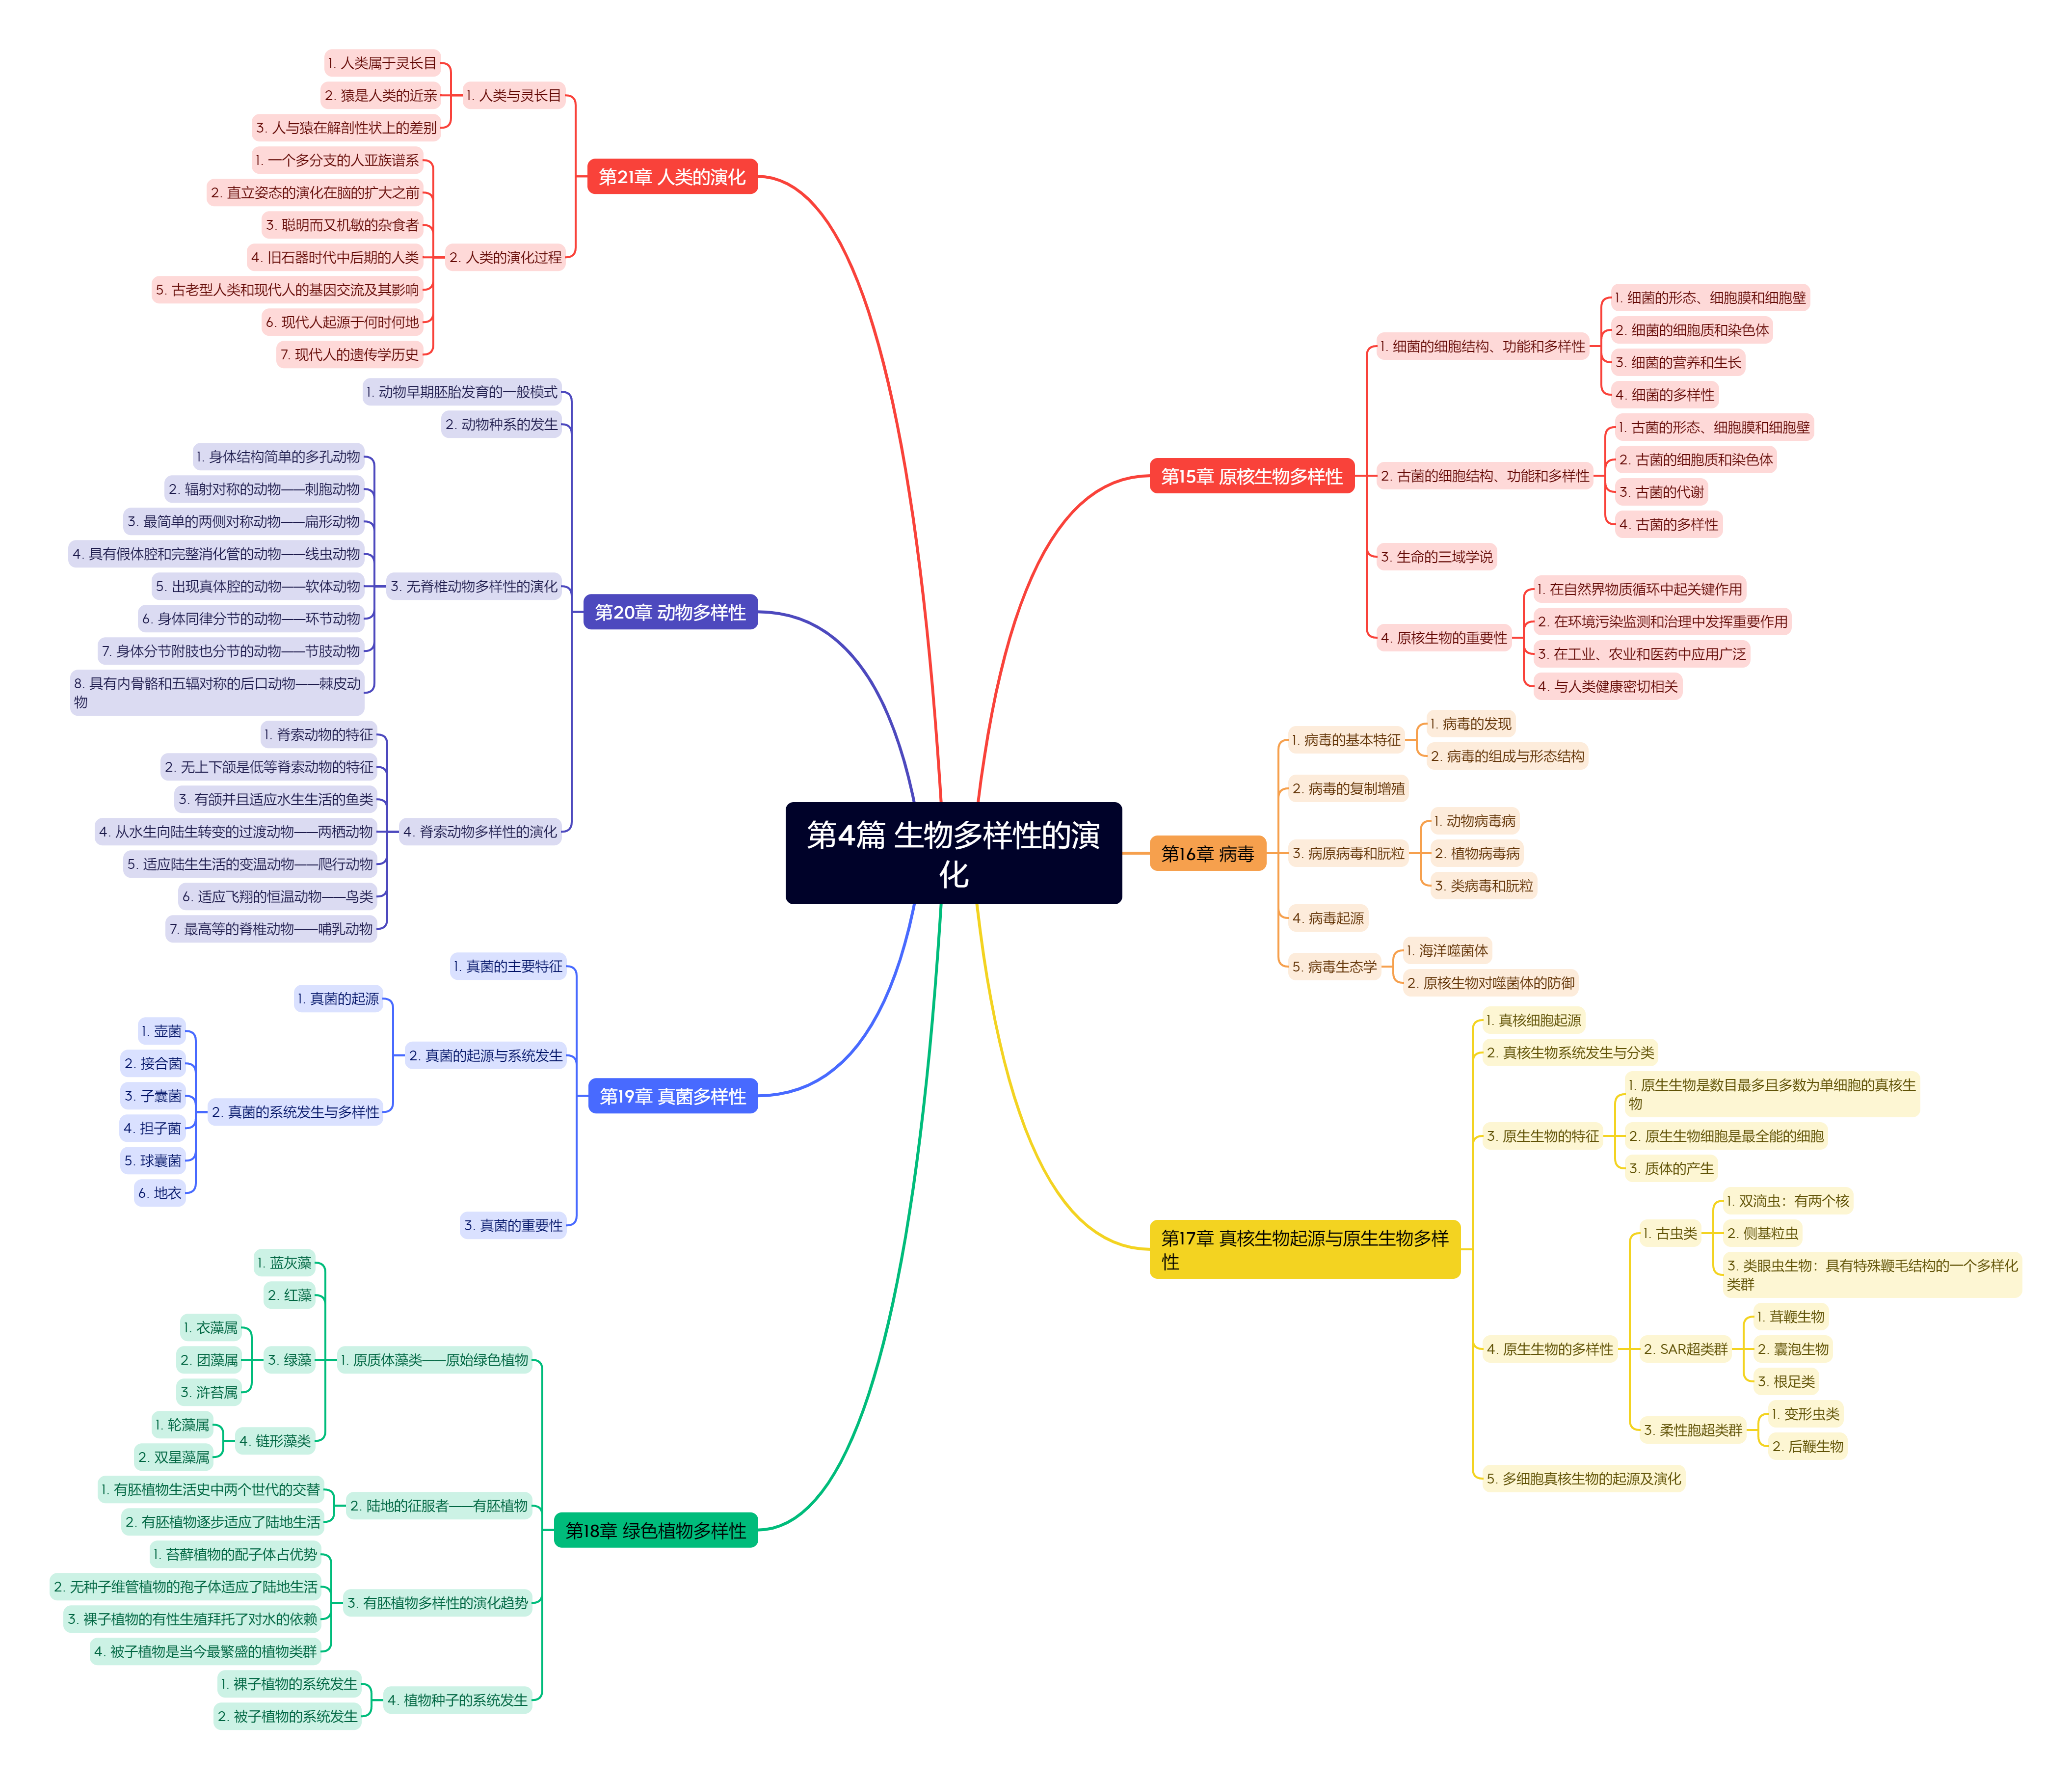 第4篇 生物多样性的演
化
第15章 原核生物多样性
1. 细菌的细胞结构、功能和多样性
1. 细菌的形态、细胞膜和细胞壁
2. 细菌的细胞质和染色体
3. 细菌的营养和生长
4. 细菌的多样性
2. 古菌的细胞结构、功能和多样性
1. 古菌的形态、细胞膜和细胞壁
2. 古菌的细胞质和染色体
3. 古菌的代谢
4. 古菌的多样性
3. 生命的三域学说
4. 原核生物的重要性
1. 在自然界物质循环中起关键作用
2. 在环境污染监测和治理中发挥重要作用
3. 在工业、农业和医药中应用广泛
4. 与人类健康密切相关
第16章 病毒
1. 病毒的基本特征
1. 病毒的发现
2. 病毒的组成与形态结构
2. 病毒的复制增殖
3. 病原病毒和朊粒
1. 动物病毒病
2. 植物病毒病
3. 类病毒和朊粒
4. 病毒起源
5. 病毒生态学
1. 海洋噬菌体
2. 原核生物对噬菌体的防御
第17章 真核生物起源与原生生物多样
性
1. 真核细胞起源
2. 真核生物系统发生与分类
3. 原生生物的特征
1. 原生生物是数目最多且多数为单细胞的真核生
物
2. 原生生物细胞是最全能的细胞
3. 质体的产生
4. 原生生物的多样性
1. 古虫类
1. 双滴虫：有两个核
2. 侧基粒虫
3. 类眼虫生物：具有特殊鞭毛结构的一个多样化
类群
2. SAR超类群
1. 茸鞭生物
2. 囊泡生物
3. 根足类
3. 柔性胞超类群
1. 变形虫类
2. 后鞭生物
5. 多细胞真核生物的起源及演化
第18章 绿色植物多样性
1. 原质体藻类——原始绿色植物
1. 蓝灰藻
2. 红藻
3. 绿藻
1. 衣藻属
2. 团藻属
3. 浒苔属
4. 链形藻类
1. 轮藻属
2. 双星藻属
2. 陆地的征服者——有胚植物
1. 有胚植物生活史中两个世代的交替
2. 有胚植物逐步适应了陆地生活
3. 有胚植物多样性的演化趋势
1. 苔藓植物的配子体占优势
2. 无种子维管植物的孢子体适应了陆地生活
3. 裸子植物的有性生殖拜托了对水的依赖
4. 被子植物是当今最繁盛的植物类群
4. 植物种子的系统发生
1. 裸子植物的系统发生
2. 被子植物的系统发生
第19章 真菌多样性
1. 真菌的主要特征
2. 真菌的起源与系统发生
1. 真菌的起源
2. 真菌的系统发生与多样性
1. 壶菌
2. 接合菌
3. 子囊菌
4. 担子菌
5. 球囊菌
6. 地衣
3. 真菌的重要性
第20章 动物多样性
1. 动物早期胚胎发育的一般模式
2. 动物种系的发生
3. 无脊椎动物多样性的演化
1. 身体结构简单的多孔动物
2. 辐射对称的动物——刺胞动物
3. 最简单的两侧对称动物——扁形动物
4. 具有假体腔和完整消化管的动物——线虫动物
5. 出现真体腔的动物——软体动物
6. 身体同律分节的动物——环节动物
7. 身体分节附肢也分节的动物——节肢动物
8. 具有内骨骼和五辐对称的后口动物——棘皮动
物
4. 脊索动物多样性的演化
1. 脊索动物的特征
2. 无上下颌是低等脊索动物的特征
3. 有颌并且适应水生生活的鱼类
4. 从水生向陆生转变的过渡动物——两栖动物
5. 适应陆生生活的变温动物——爬行动物
6. 适应飞翔的恒温动物——鸟类
7. 最高等的脊椎动物——哺乳动物
第21章 人类的演化
1. 人类与灵长目
1. 人类属于灵长目
2. 猿是人类的近亲
3. 人与猿在解剖性状上的差别
2. 人类的演化过程
1. 一个多分支的人亚族谱系
2. 直立姿态的演化在脑的扩大之前
3. 聪明而又机敏的杂食者
4. 旧石器时代中后期的人类
5. 古老型人类和现代人的基因交流及其影响
6. 现代人起源于何时何地
7. 现代人的遗传学历史